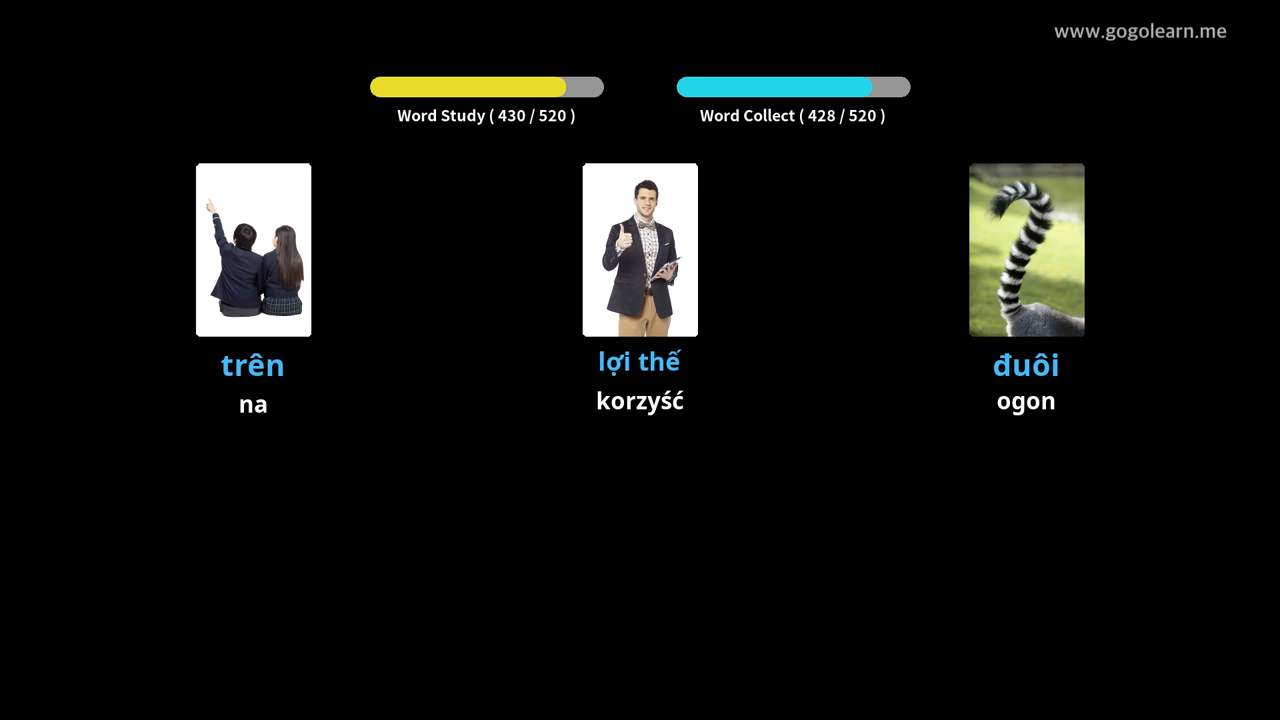 www.gogolearn.me
Word Study ( 430 / 520 )
Word Collect ( 428 / 520 )
trên
na
lợi thế
korzyść
đuôi
ogon